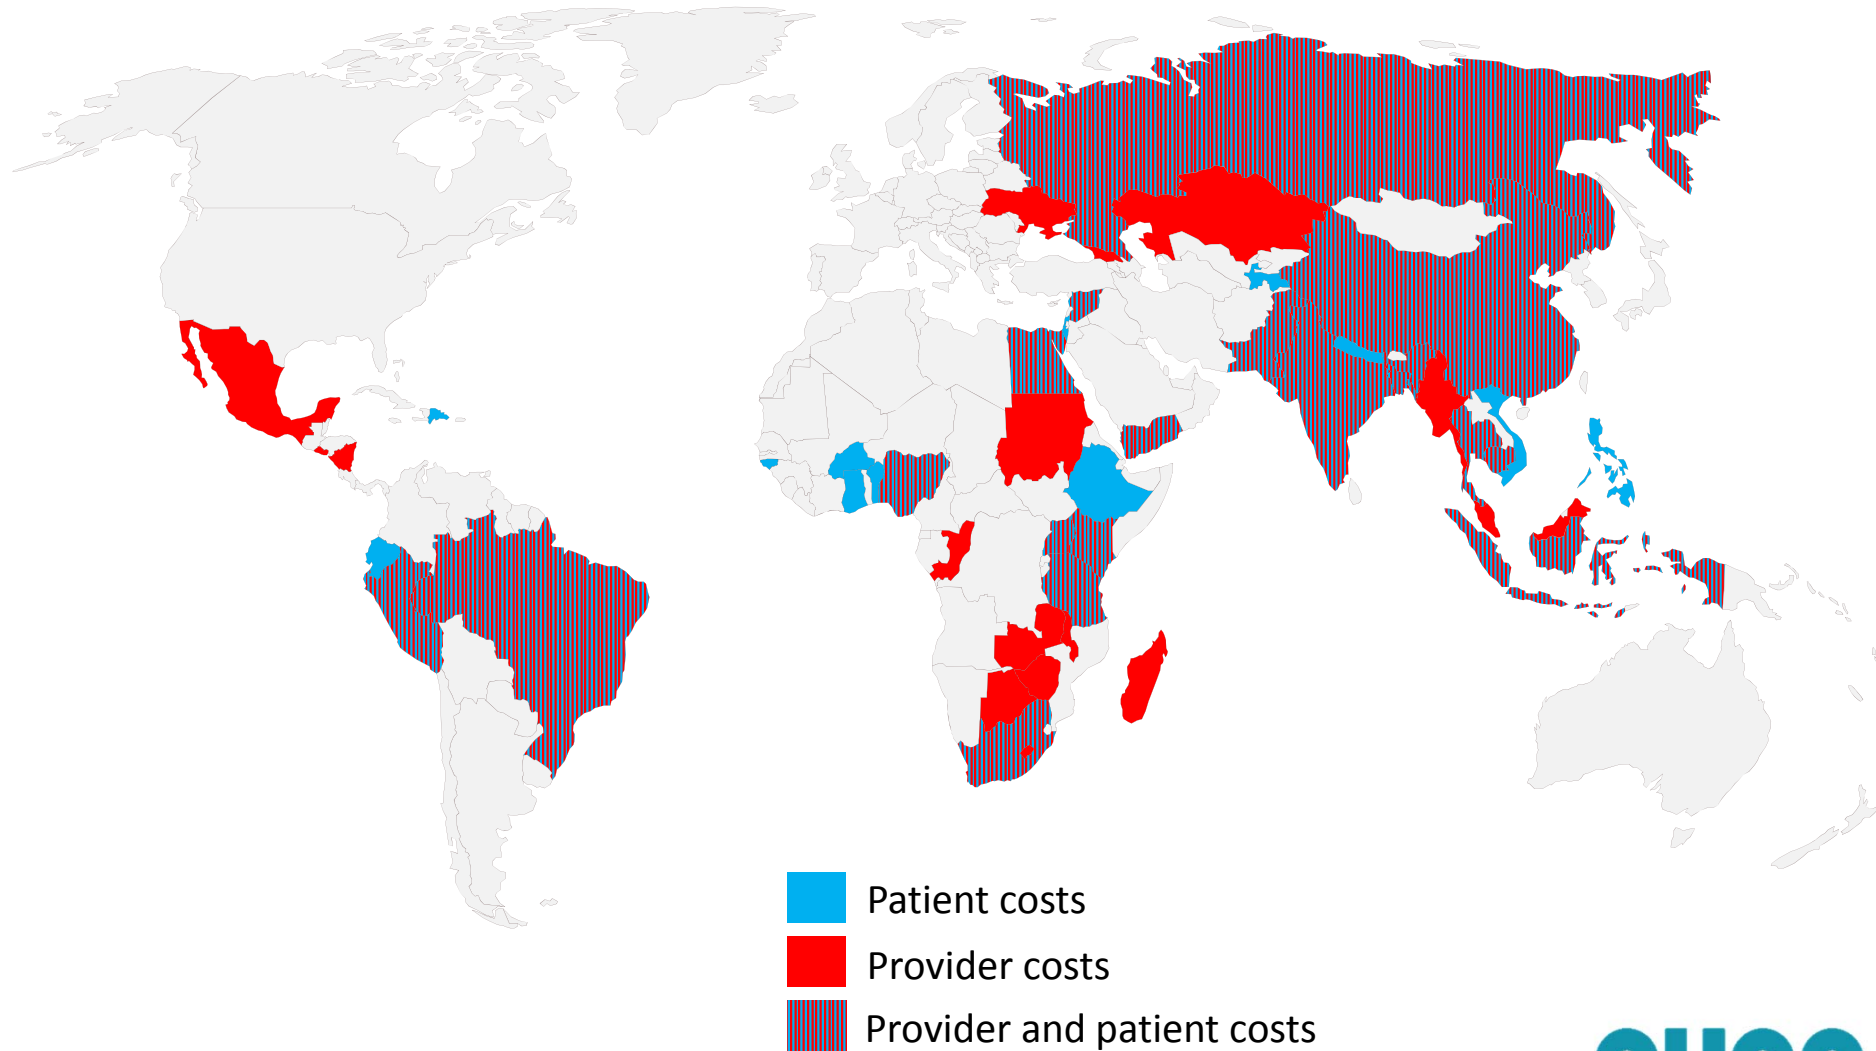 Patient costs
Provider costs
Provider and patient costs